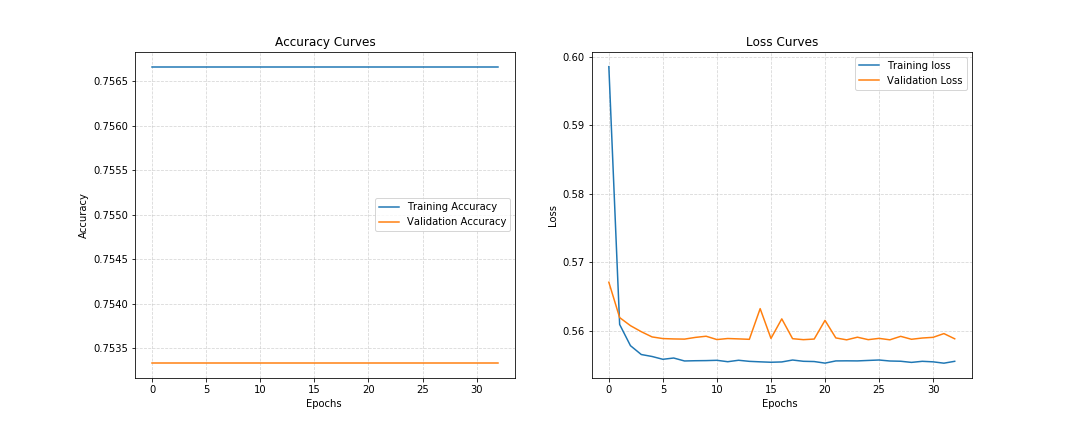 Accuracy Curves
0.7565
0.7560
0.7555
0.7550
0.7545
0.7540
0.7535
Accuracy
Training Accuracy
Validation Accuracy
0 5 10 15 20 25 30
Epochs
Loss Curves
0.60
0.59
0.58
0.57
0.56
Loss
Training loss
Validation Loss
0 5 10 15 20 25 30
Epochs